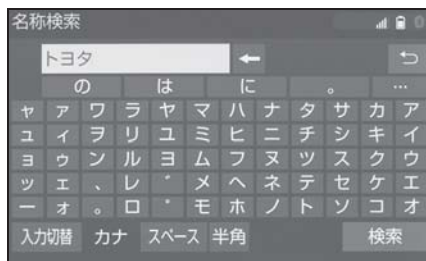 名称検索
トヨタ
の は に 。 …
ャ ァ ワ ラ ヤ マ ハ ナ タ サ カ ア
ュ ィ ヲ リ ユ ミ ヒ ニ チ シ キ イ
ョ ゥ ン ル ヨ ム フ ヌ ツ ス ク ウ
ッ ェ 、 レ ゛ メ ヘ ネ テ セ ケ エ
ー ォ 。 ロ ゜ モ ホ ノ ト ソ コ オ
入力切替 カナ スペース 半角 検索